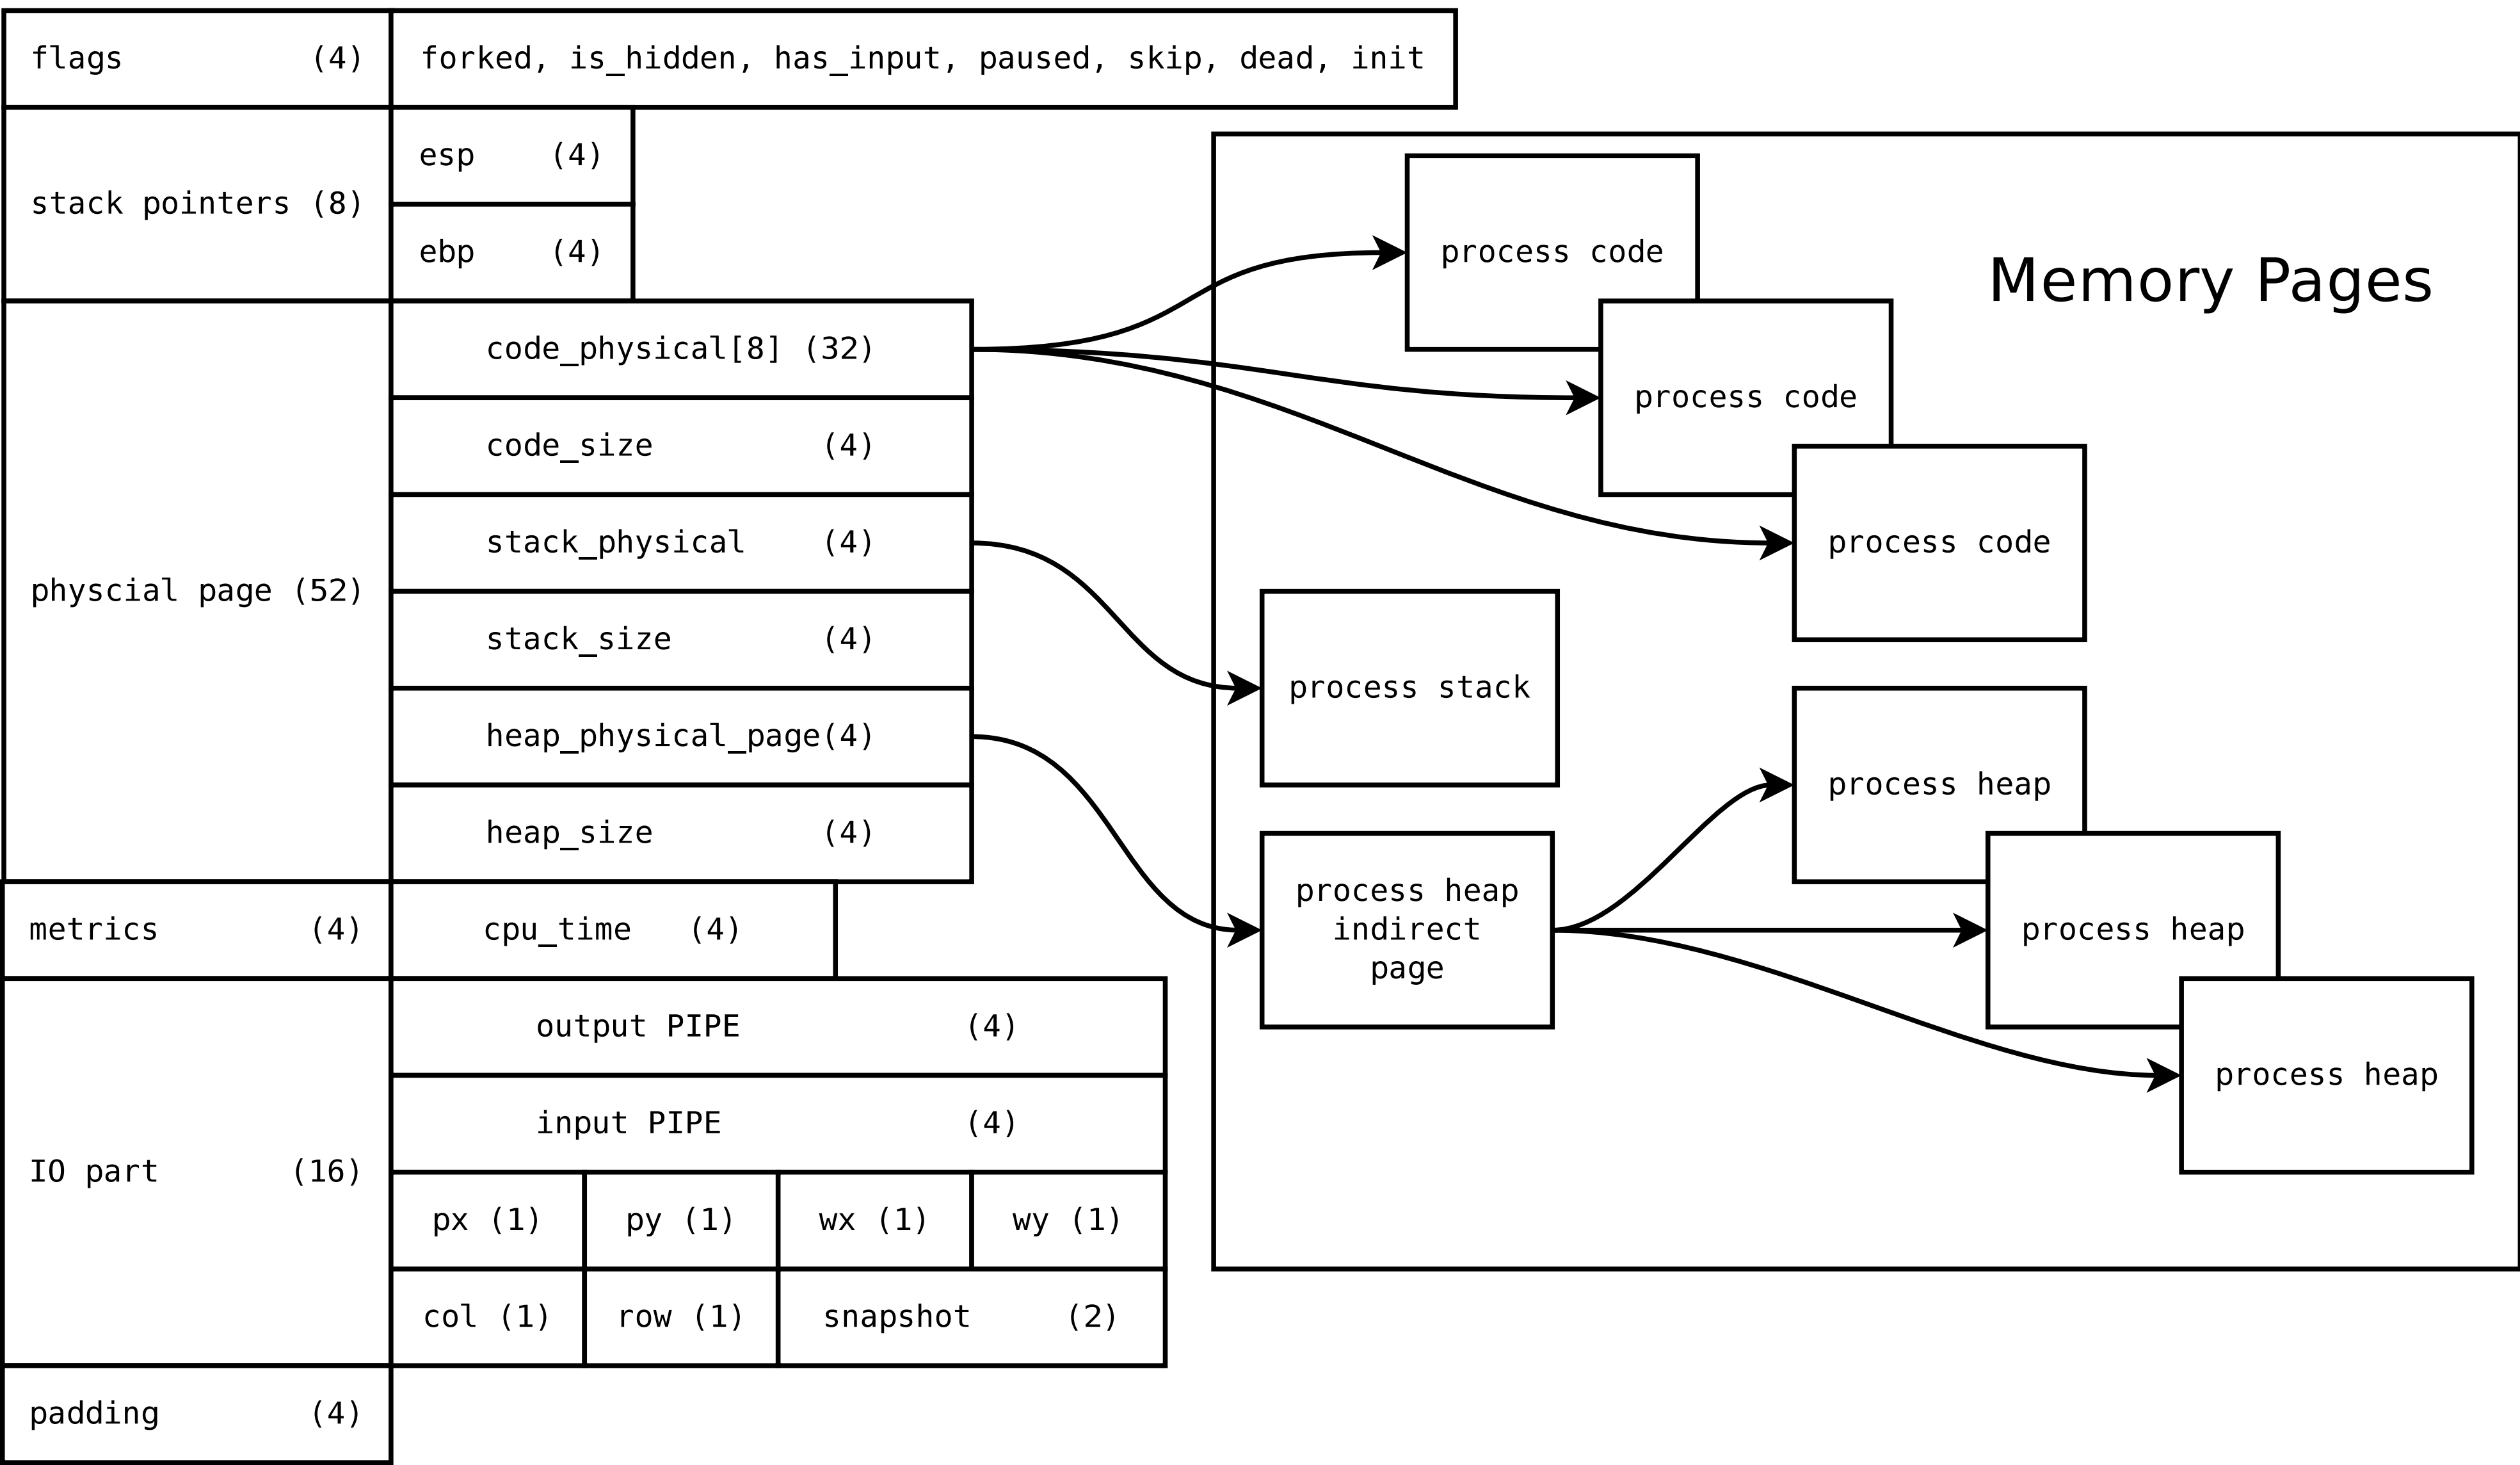 flags (4)
forked, is_hidden, has_input, paused, skip, dead, init
stack pointers (8)
esp (4)
ebp (4)
physcial page (52)
code_physical[8] (32)
code_size (4)
stack_physical (4)
stack_size (4)
heap_physical_page(4)
heap_size (4)
metrics (4)
cpu_time (4)
IO part (16)
output PIPE (4)
input PIPE (4)
px (1)
py (1)
wx (1)
wy (1)
col (1)
row (1)
snapshot (2)
padding (4)
Memory Pages
process code
process code
process code
process stack
process heap
indirect
page
process heap
process heap
process heap